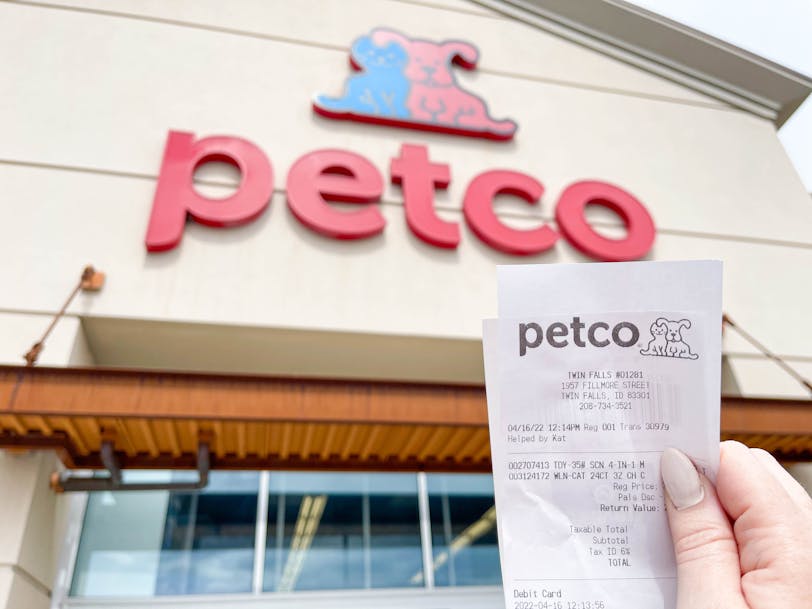 petco
petco
TWIN FALLS #01281
1957 FILLMORE STREET
TWIN FALLS, ID 83301
208-734-3521
04/16/22 12:14PM Reg 001 Trans 30979
Helped by Kat
002707413 TDY-35# SCN 4-IN-1 M
003124172 WLN-CAT 24CT 3Z CH C
Reg Price:
Pals Dsc -
Return Value:
Taxable Total
Subtotal
Tax ID 6%
TOTAL
Debit Card
2022-04-16 12:13:56